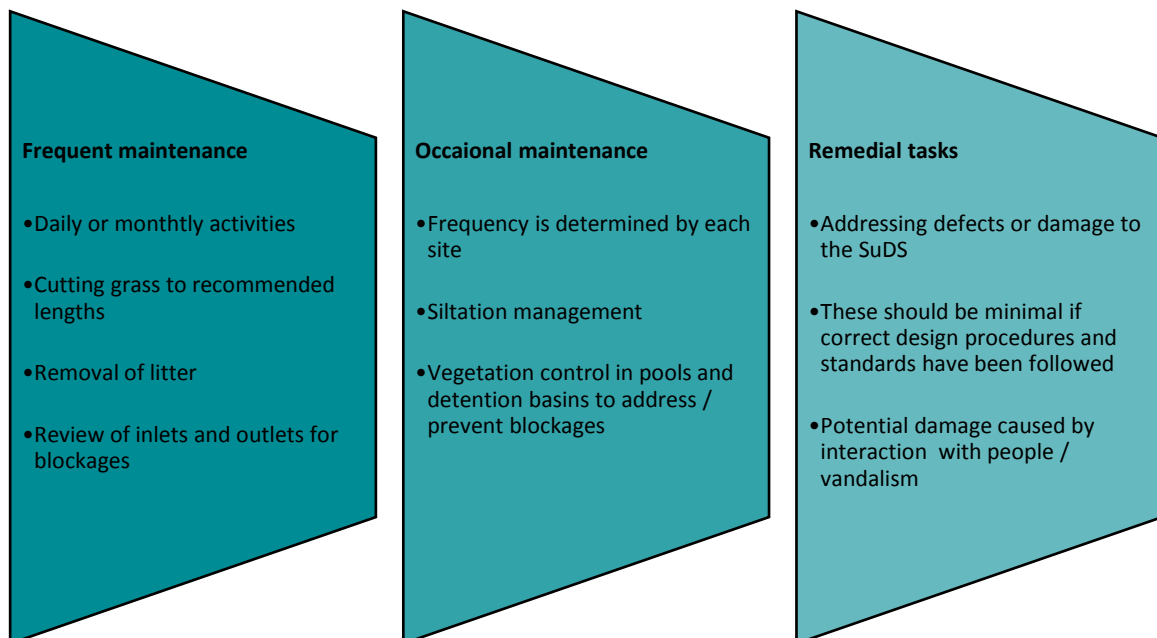 Frequent maintenance
•Daily or monthtly activities
•Cutting grass to recommended
lengths
•Removal of litter
•Review of inlets and outlets for
blockages
Occaional maintenance
•Frequency is determined by each
site
•Siltation management
•Vegetation control in pools and
detention basins to address /
prevent blockages
Remedial tasks
•Addressing defects or damage to
the SuDS
•These should be minimal if
correct design procedures and
standards have been followed
•Potential damage caused by
interaction  with people /
vandalism